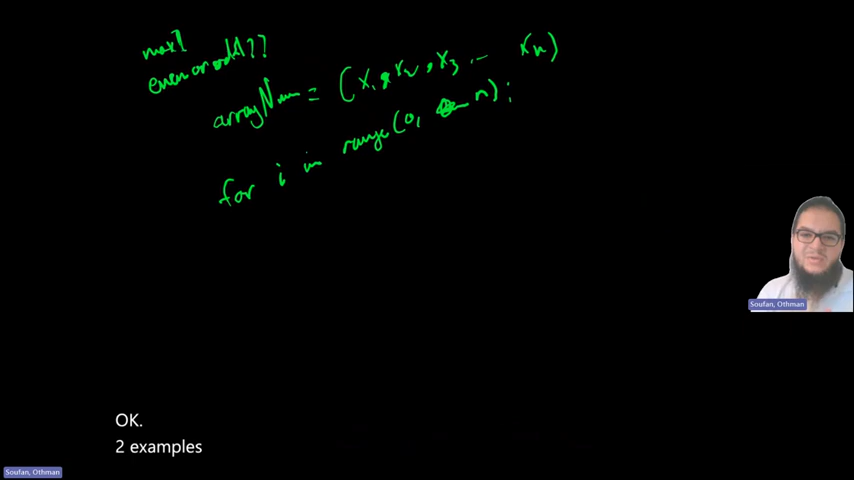 max?
even or odd??
arrayNum = (x₁, x₂, x₃ ... xn)
for i in range(0, n):
Soufan, Othman
OK.
2 examples
Soufan, Othman